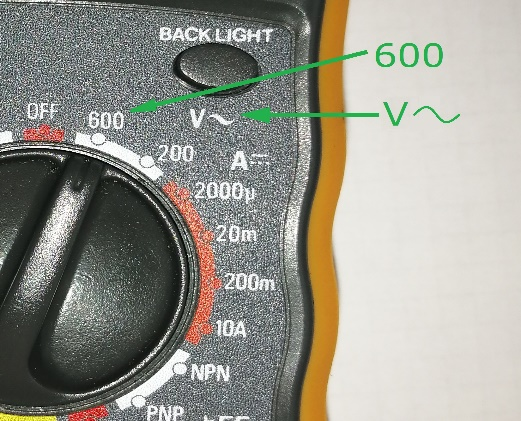 BACK LIGHT
600
OFF
600
V~
V~
200
A⎓
2000µ
20m
200m
10A
NPN
PNP